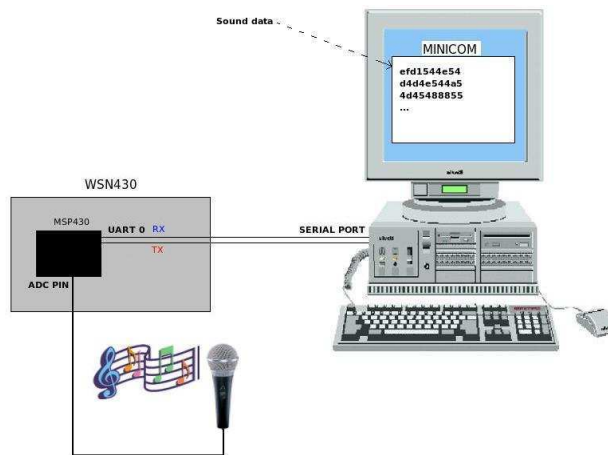 Sound data
MINICOM
efd1544e54
d4d4e544a5
4d45488855
...
WSN430
MSP430
UART 0
RX
SERIAL PORT
TX
ADC PIN